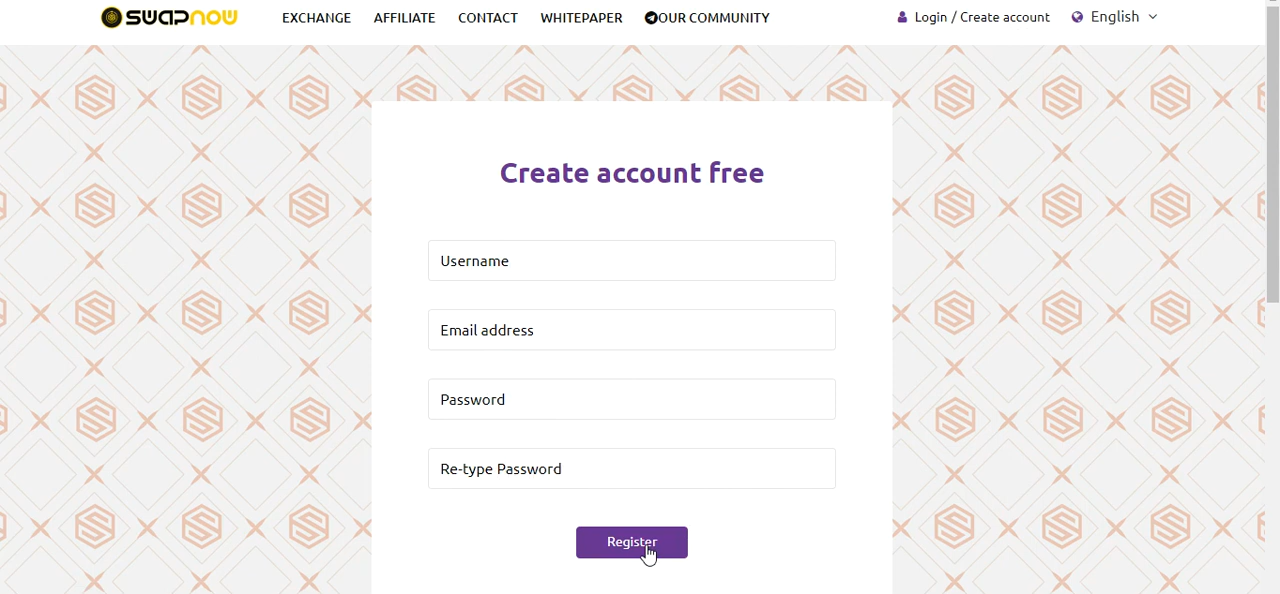 SWAPNOW EXCHANGE AFFILIATE CONTACT WHITEPAPER OUR COMMUNITY Login / Create account English
Create account free
Username
Email address
Password
Re-type Password
Register